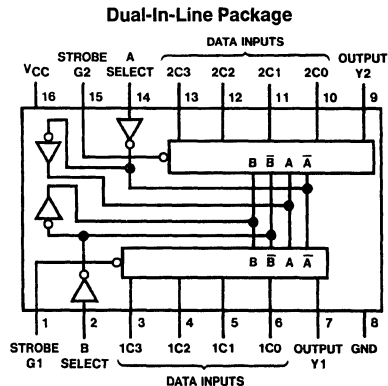 Dual-In-Line Package
DATA INPUTS
STROBE A OUTPUT
VCC G2 SELECT 2C3 2C2 2C1 2C0 Y2
16 15 14 13 12 11 10 9
B B̅ A A̅
B B̅ A A̅
1 2 3 4 5 6 7 8
STROBE B 1C3 1C2 1C1 1C0 OUTPUT GND
G1 SELECT Y1
DATA INPUTS